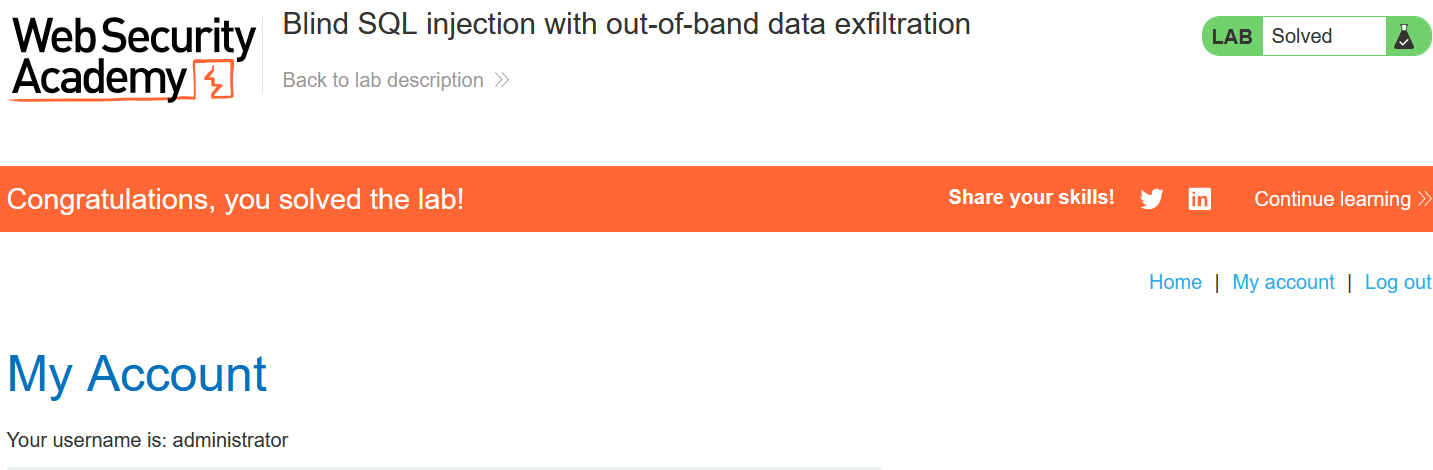 Web Security
Academy
Blind SQL injection with out-of-band data exfiltration
Back to lab description
LAB Solved
Congratulations, you solved the lab!
Share your skills!
Continue learning
Home | My account | Log out
My Account
Your username is: administrator